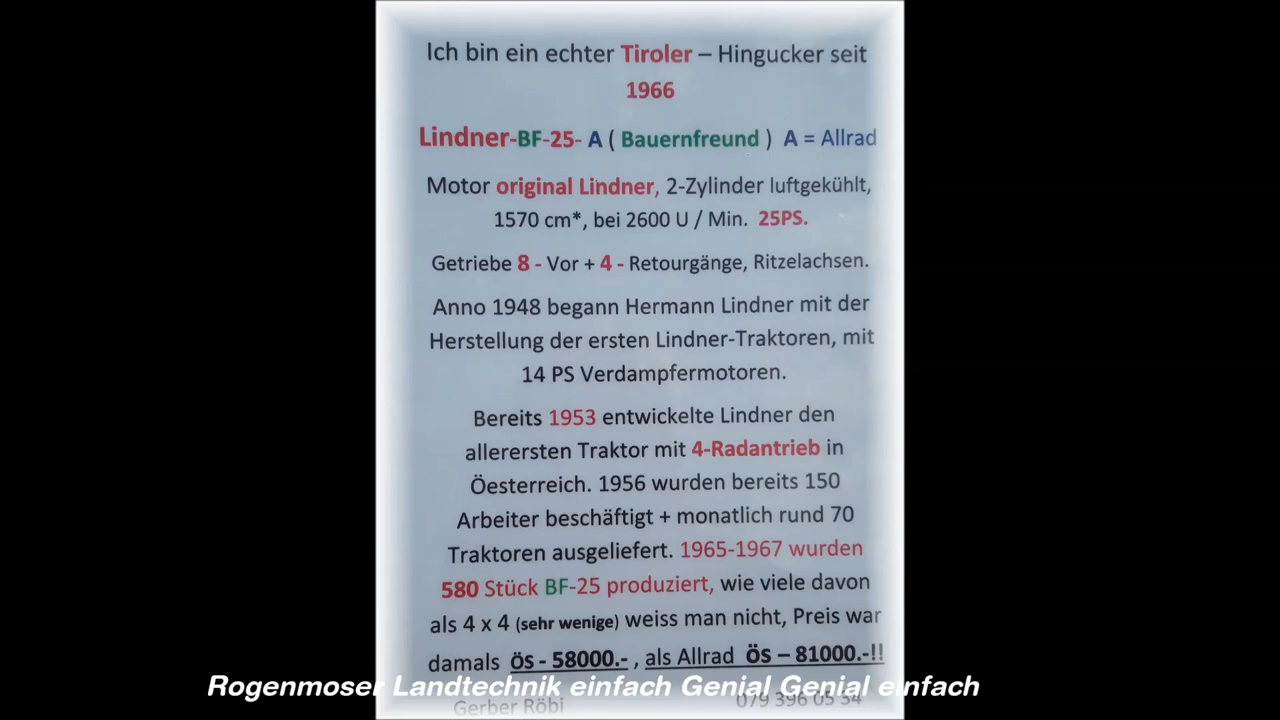 Ich bin ein echter Tiroler – Hingucker seit
1966
Lindner-BF-25- A ( Bauernfreund ) A = Allrad
Motor original Lindner, 2-Zylinder luftgekühlt,
1570 cm*, bei 2600 U / Min. 25PS.
Getriebe 8 - Vor + 4 - Retourgänge, Ritzelachsen.
Anno 1948 begann Hermann Lindner mit der
Herstellung der ersten Lindner-Traktoren, mit
14 PS Verdampfermotoren.
Bereits 1953 entwickelte Lindner den
allerersten Traktor mit 4-Radantrieb in
Öesterreich. 1956 wurden bereits 150
Arbeiter beschäftigt + monatlich rund 70
Traktoren ausgeliefert. 1965-1967 wurden
580 Stück BF-25 produziert, wie viele davon
als 4 x 4 (sehr wenige) weiss man nicht, Preis war
damals ÖS - 58000.- , als Allrad ÖS – 81000.-!!
Rogenmoser Landtechnik einfach Genial Genial einfach
Gerber Röbi 079 396 05 54